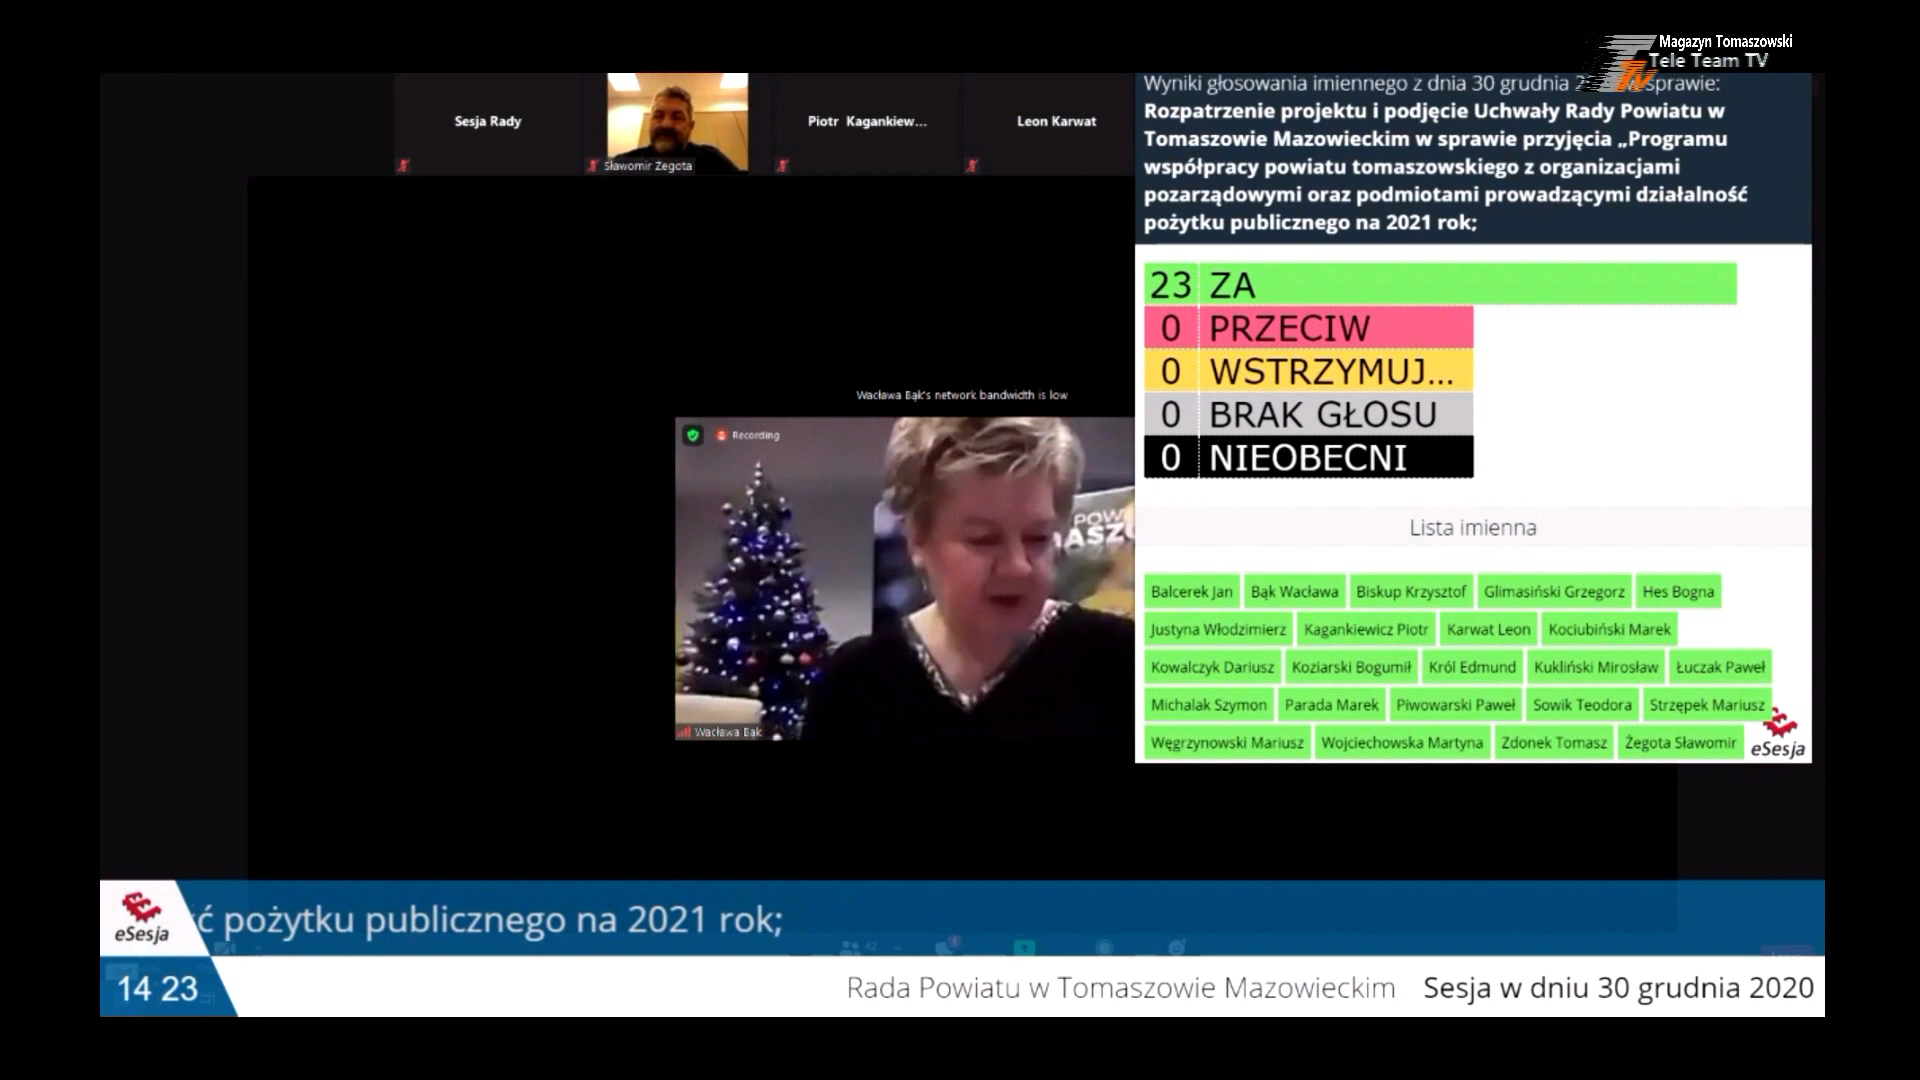 Magazyn Tomaszowski
Tele Team TV
Sesja Rady
Sławomir Zegota
Piotr Kagankiew...
Leon Karwat
Wyniki głosowania imiennego z dnia 30 grudnia sprawie:
Rozpatrzenie projektu i podjęcie Uchwały Rady Powiatu w
Tomaszowie Mazowieckim w sprawie przyjęcia „Programu
współpracy powiatu tomaszowskiego z organizacjami
pozarządowymi oraz podmiotami prowadzącymi działalność
pożytku publicznego na 2021 rok;
23 ZA
0 PRZECIW
0 WSTRZYMUJ...
0 BRAK GŁOSU
0 NIEOBECNI
Lista imienna
Balcerek Jan Bąk Wacława Biskup Krzysztof Glimasiński Grzegorz Hes Bogna
Justyna Włodzimierz Kagankiewicz Piotr Karwat Leon Kociubiński Marek
Kowalczyk Dariusz Koziarski Bogumił Król Edmund Kukliński Mirosław Łuczak Paweł
Michalak Szymon Parada Marek Piwowarski Paweł Sowik Teodora Strzępek Mariusz
Węgrzynowski Mariusz Wojciechowska Martyna Zdonek Tomasz Żegota Sławomir
eSesja
Wacława Bąk's network bandwidth is low
Recording
POW
ASZ
Wacława Bąk
eSesja
ć pożytku publicznego na 2021 rok;
14 23
Rada Powiatu w Tomaszowie Mazowieckim Sesja w dniu 30 grudnia 2020